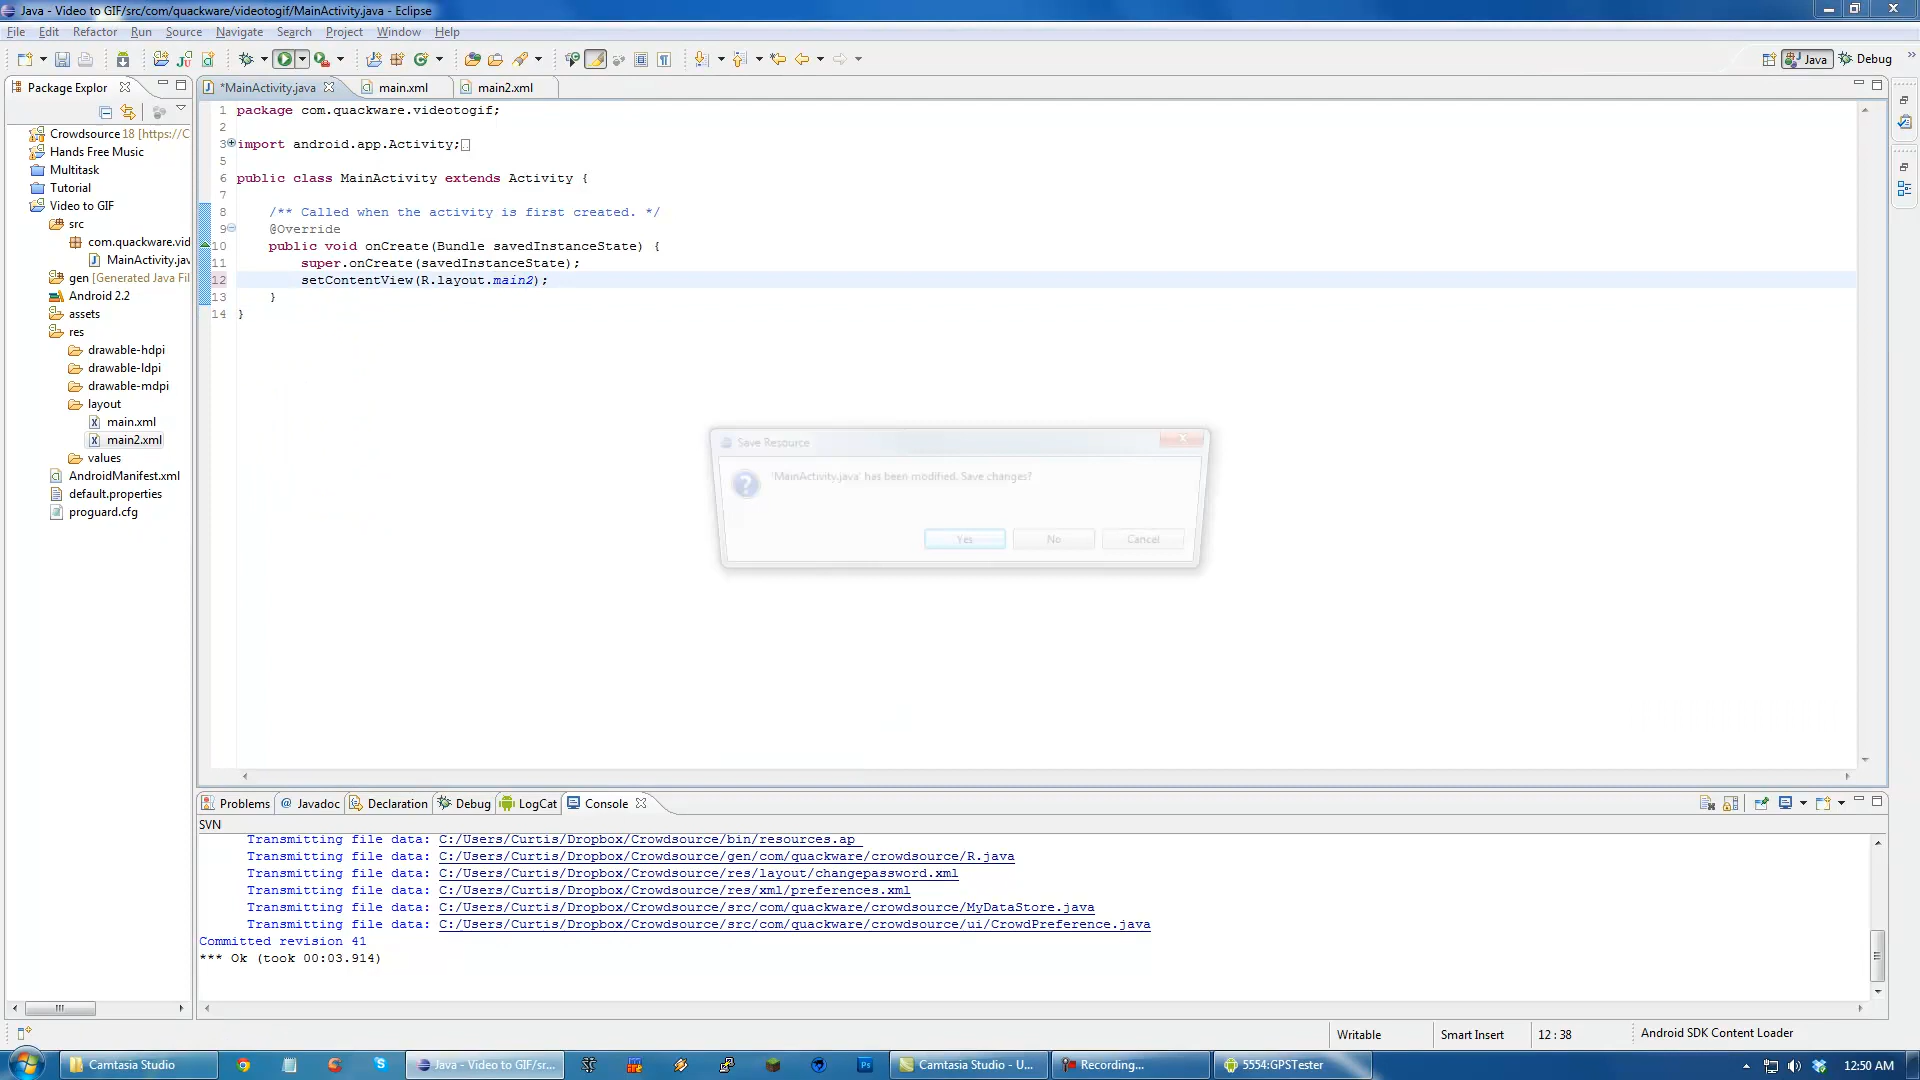 Java - Video to GIF/src/com/quackware/videotogif/MainActivity.java - Eclipse
File Edit Refactor Run Source Navigate Search Project Window Help
Java Debug
Package Explor
*MainActivity.java main.xml main2.xml
Crowdsource 18 [https://C
Hands Free Music
Multitask
Tutorial
Video to GIF
src
com.quackware.vid
MainActivity.jav
gen [Generated Java Fil
Android 2.2
assets
res
drawable-hdpi
drawable-ldpi
drawable-mdpi
layout
main.xml
main2.xml
values
AndroidManifest.xml
default.properties
proguard.cfg
1 package com.quackware.videotogif;
2
3 import android.app.Activity;
5
6 public class MainActivity extends Activity {
7
8 /** Called when the activity is first created. */
9 @Override
10 public void onCreate(Bundle savedInstanceState) {
11 super.onCreate(savedInstanceState);
12 setContentView(R.layout.main2);
13 }
14 }
Save Resource
'MainActivity.java' has been modified. Save changes?
Yes No Cancel
Problems @ Javadoc Declaration Debug LogCat Console
SVN
Transmitting file data: C:/Users/Curtis/Dropbox/Crowdsource/bin/resources.ap_
Transmitting file data: C:/Users/Curtis/Dropbox/Crowdsource/gen/com/quackware/crowdsource/R.java
Transmitting file data: C:/Users/Curtis/Dropbox/Crowdsource/res/layout/changepassword.xml
Transmitting file data: C:/Users/Curtis/Dropbox/Crowdsource/res/xml/preferences.xml
Transmitting file data: C:/Users/Curtis/Dropbox/Crowdsource/src/com/quackware/crowdsource/MyDataStore.java
Transmitting file data: C:/Users/Curtis/Dropbox/Crowdsource/src/com/quackware/crowdsource/ui/CrowdPreference.java
Committed revision 41
*** Ok (took 00:03.914)
Writable Smart Insert 12 : 38 Android SDK Content Loader
Camtasia Studio Java - Video to GIF/sr... Ps Camtasia Studio - U... Recording... 5554:GPSTester 12:50 AM